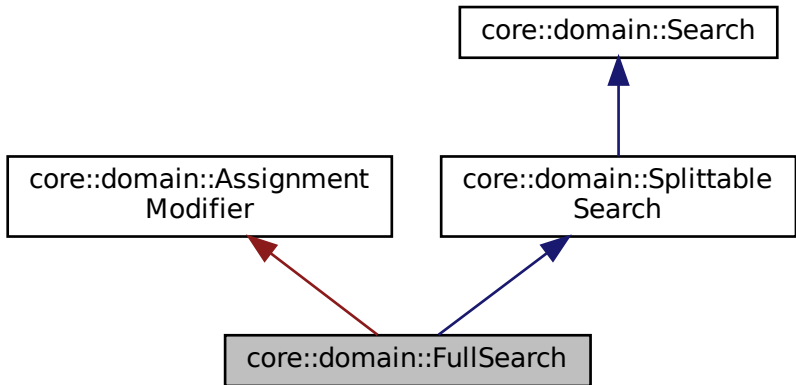 core::domain::Search
core::domain::Assignment
Modifier
core::domain::Splittable
Search
core::domain::FullSearch